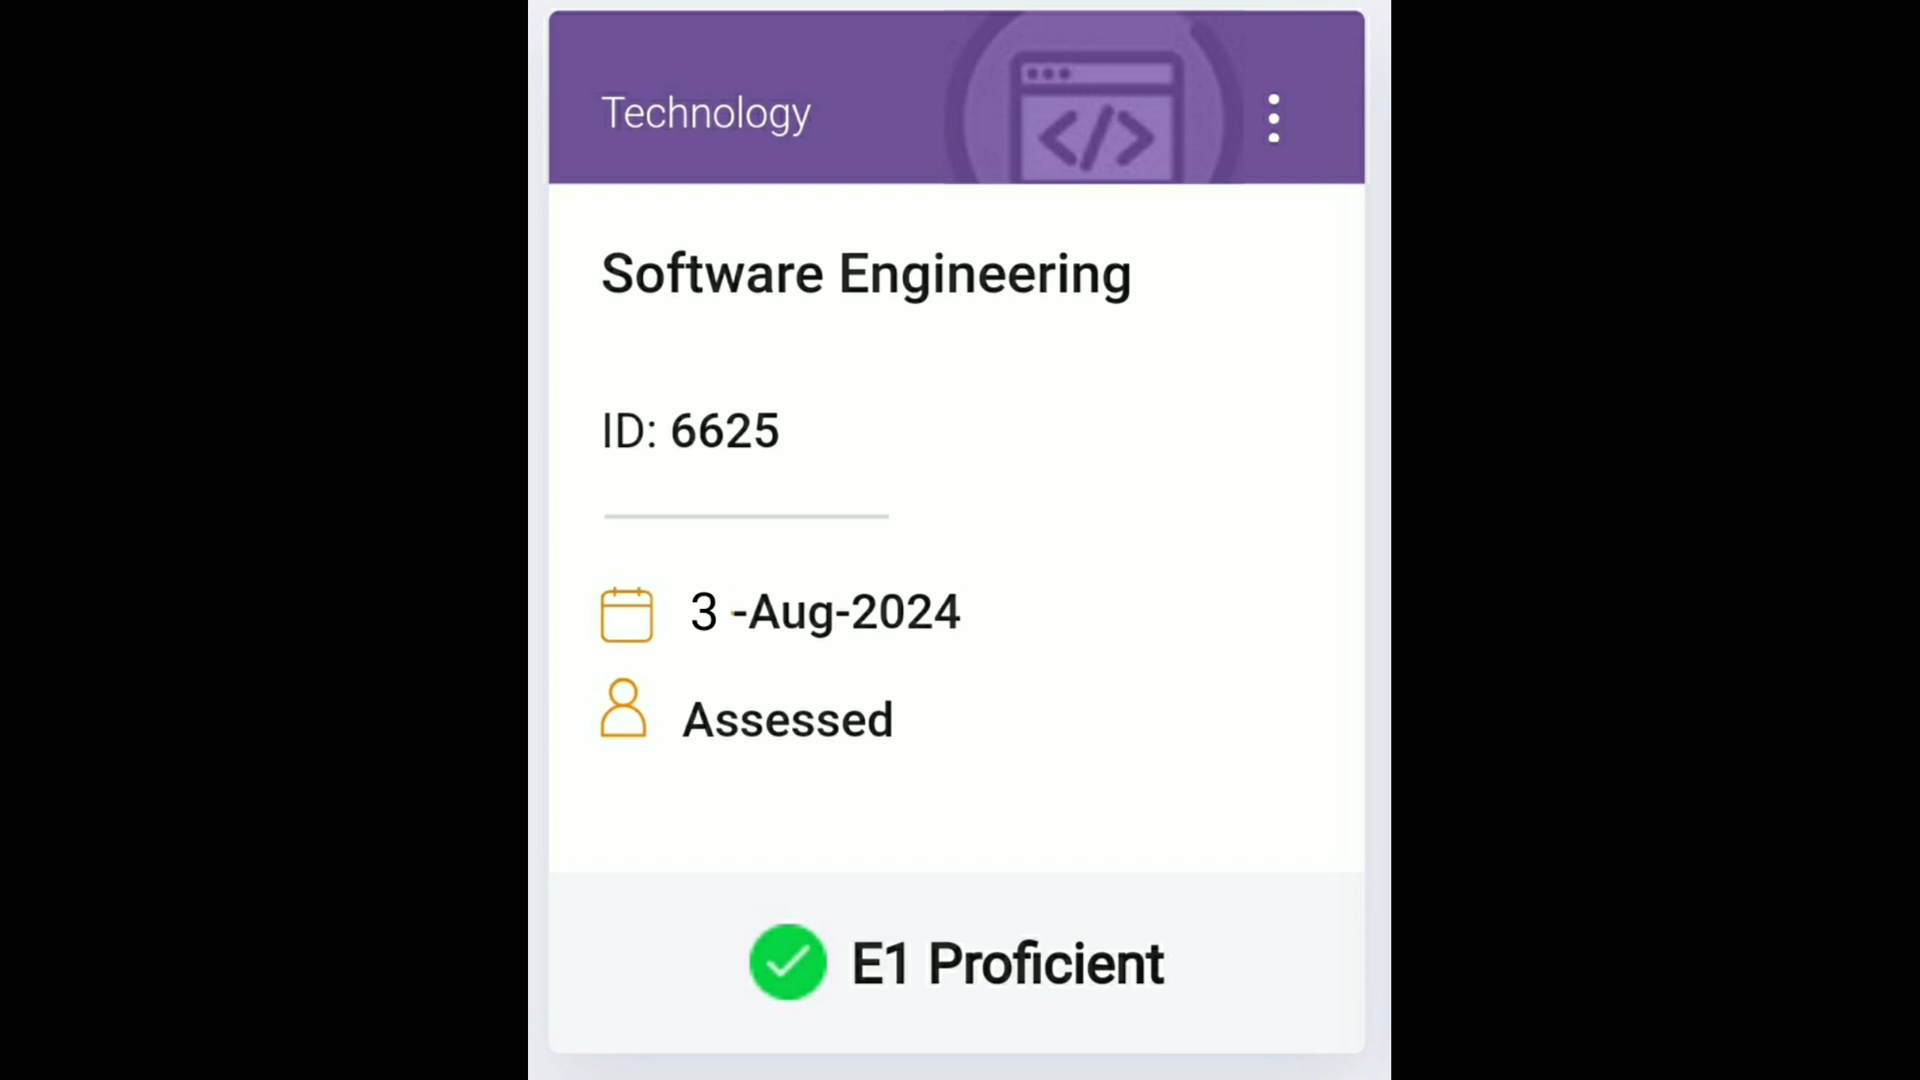 Technology
</>
Software Engineering
ID: 6625
3 -Aug-2024
Assessed
E1 Proficient